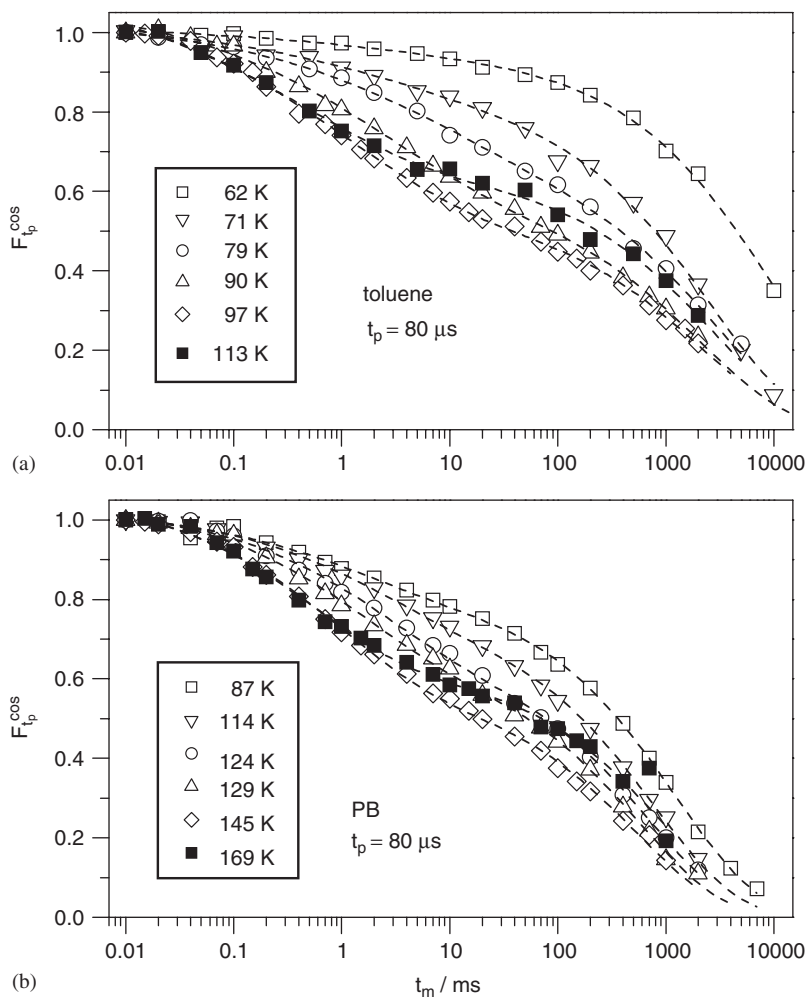 1.0
0.8
0.6
0.4
0.2
0.0
F_{t_p}^{cos}
62 K
71 K
79 K
90 K
97 K
113 K
toluene
t_p = 80 μs
(a)
0.01 0.1 1 10 100 1000 10000
1.0
0.8
0.6
0.4
0.2
0.0
F_{t_p}^{cos}
87 K
114 K
124 K
129 K
145 K
169 K
PB
t_p = 80 μs
(b)
0.01 0.1 1 10 100 1000 10000
t_m / ms